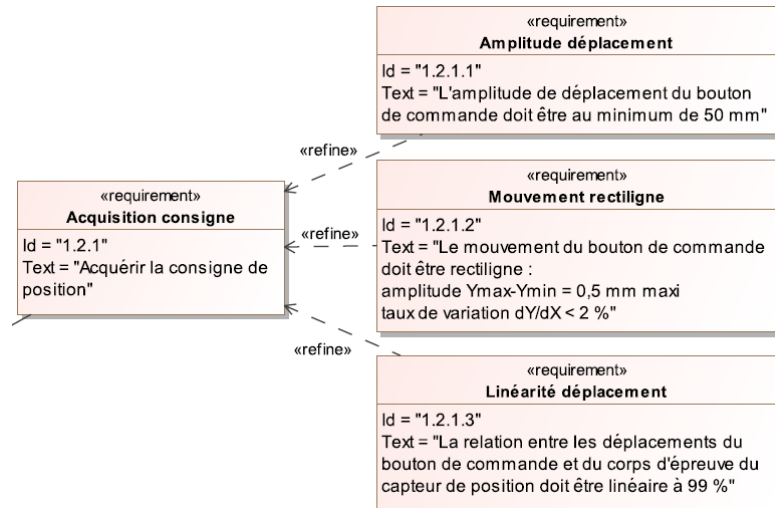 «requirement»
Amplitude déplacement
Id = "1.2.1.1"
Text = "L'amplitude de déplacement du bouton
de commande doit être au minimum de 50 mm"
«refine»
«requirement»
Acquisition consigne
Id = "1.2.1"
Text = "Acquérir la consigne de
position"
«refine»
«requirement»
Mouvement rectiligne
Id = "1.2.1.2"
Text = "Le mouvement du bouton de commande
doit être rectiligne :
amplitude Ymax-Ymin = 0,5 mm maxi
taux de variation dY/dX < 2 %"
«refine»
«requirement»
Linéarité déplacement
Id = "1.2.1.3"
Text = "La relation entre les déplacements du
bouton de commande et du corps d'épreuve du
capteur de position doit être linéaire à 99 %"